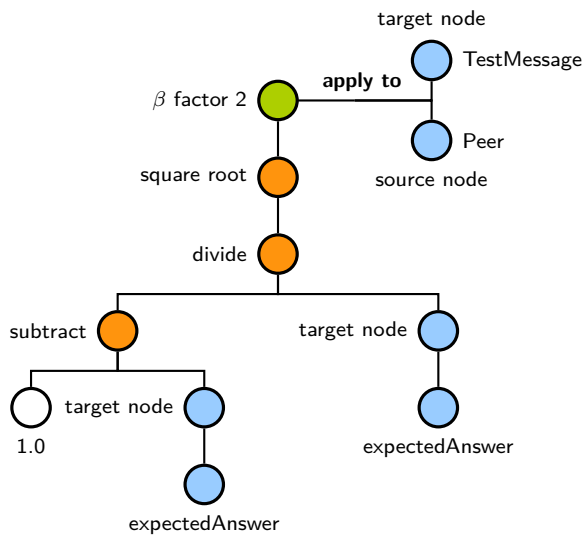 target node
TestMessage
apply to
β factor 2
Peer
square root
source node
divide
subtract
target node
target node
1.0
expectedAnswer
expectedAnswer